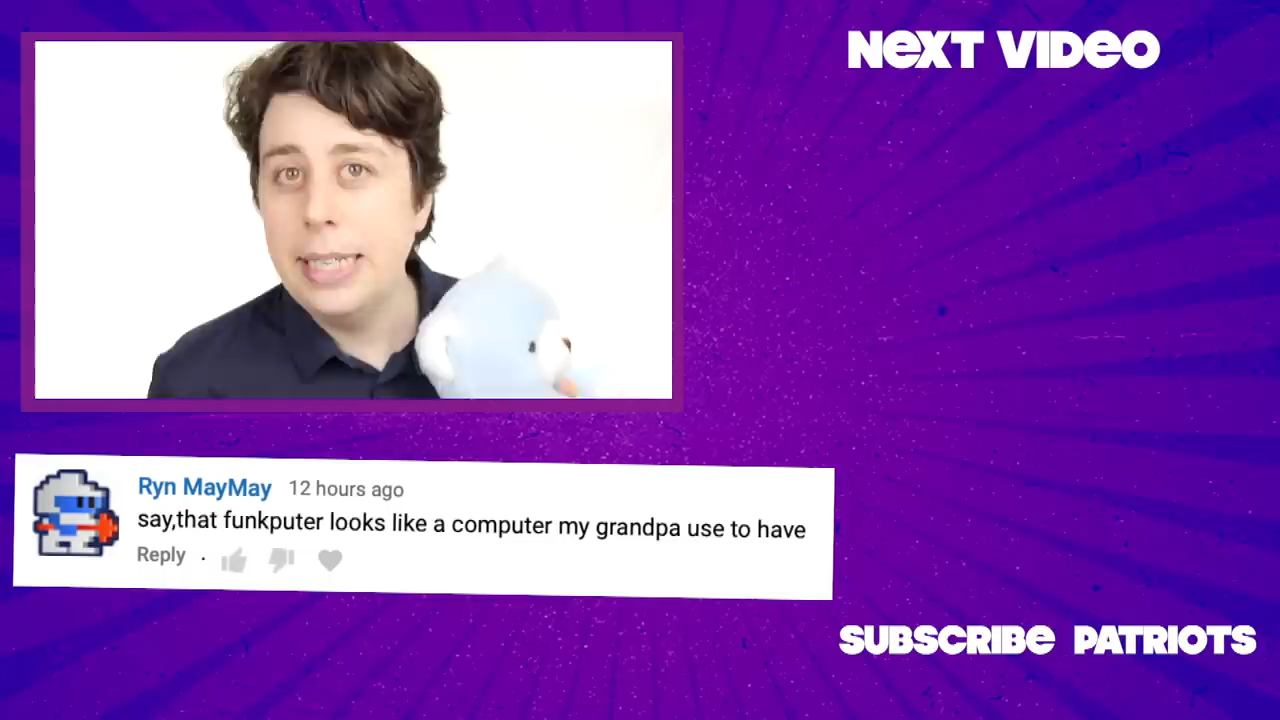 NEXT VIDEO
Ryn MayMay 12 hours ago
say,that funkputer looks like a computer my grandpa use to have
Reply ·
SUBSCRIBE PATRIOTS